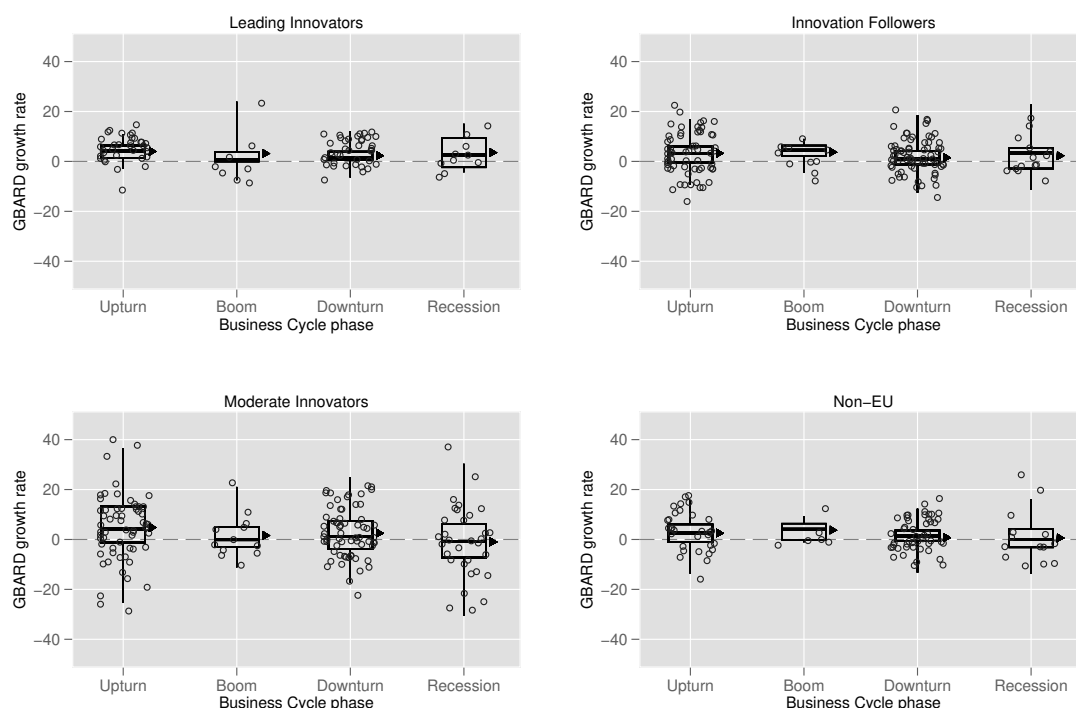 Leading Innovators
GBARD growth rate
40
20
0
−20
−40
Upturn Boom Downturn Recession
Business Cycle phase
Innovation Followers
GBARD growth rate
40
20
0
−20
−40
Upturn Boom Downturn Recession
Business Cycle phase
Moderate Innovators
GBARD growth rate
40
20
0
−20
−40
Upturn Boom Downturn Recession
Business Cycle phase
Non−EU
GBARD growth rate
40
20
0
−20
−40
Upturn Boom Downturn Recession
Business Cycle phase